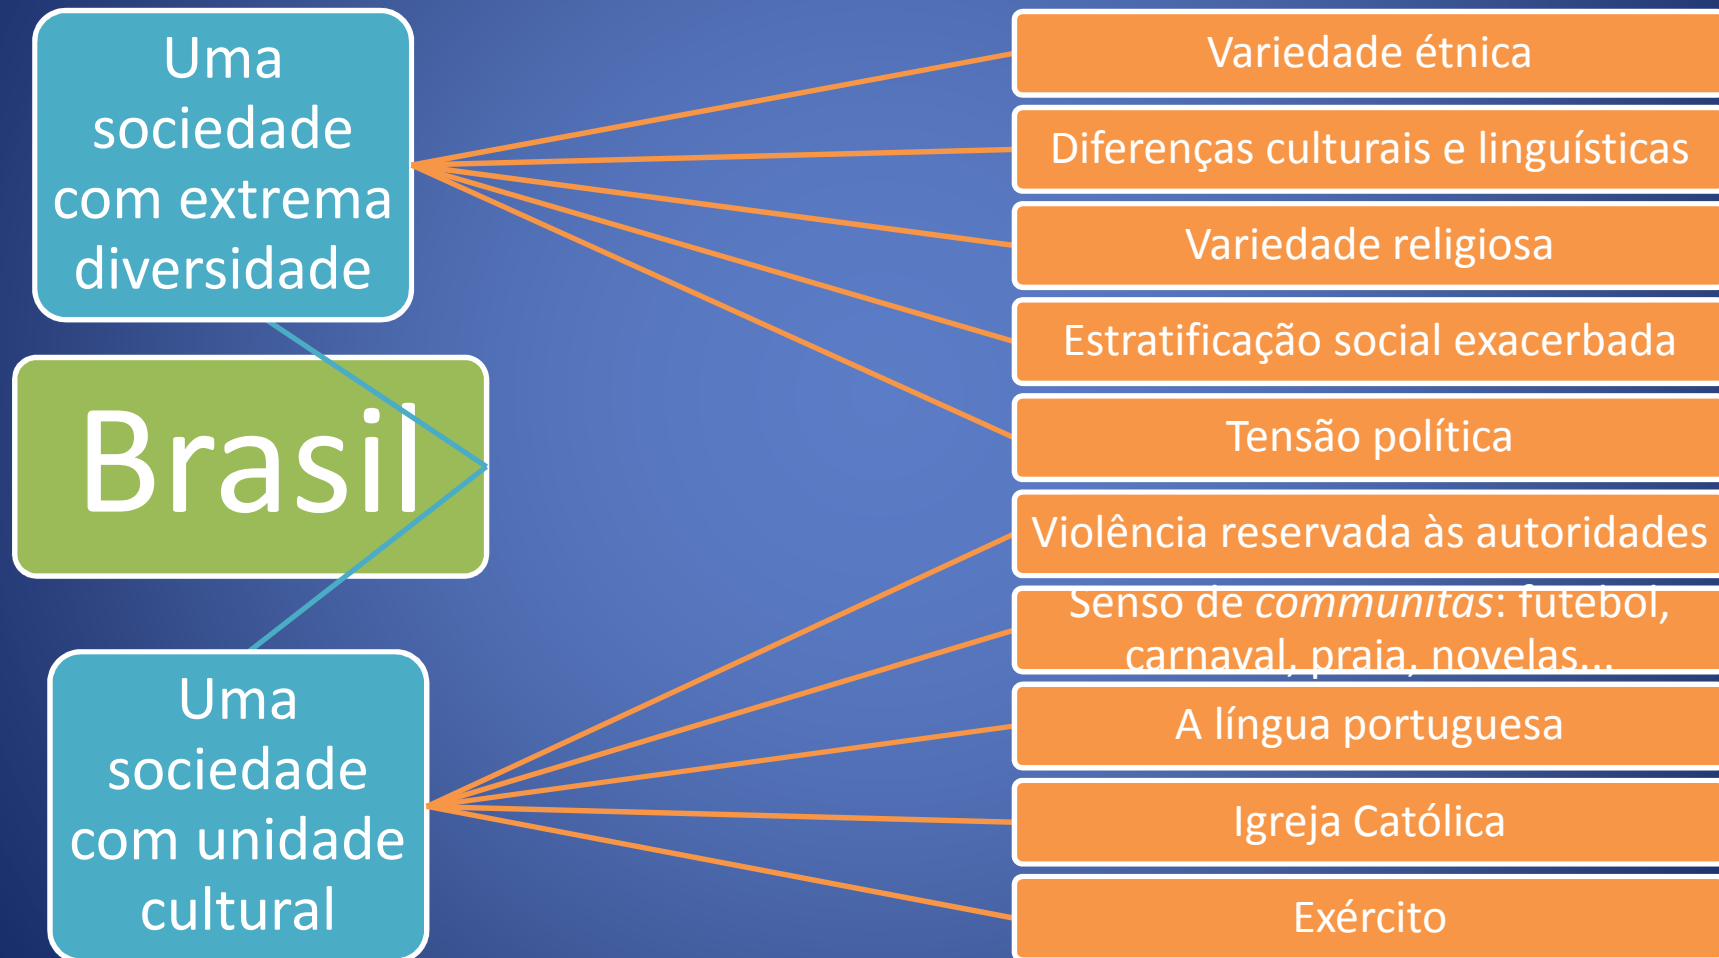 Uma
sociedade
com extrema
diversidade
Variedade étnica
Diferenças culturais e linguísticas
Variedade religiosa
Estratificação social exacerbada
Tensão política
Brasil
Uma
sociedade
com unidade
cultural
Violência reservada às autoridades
Senso de communitas: futebol,
carnaval, praia, novelas...
A língua portuguesa
Igreja Católica
Exército